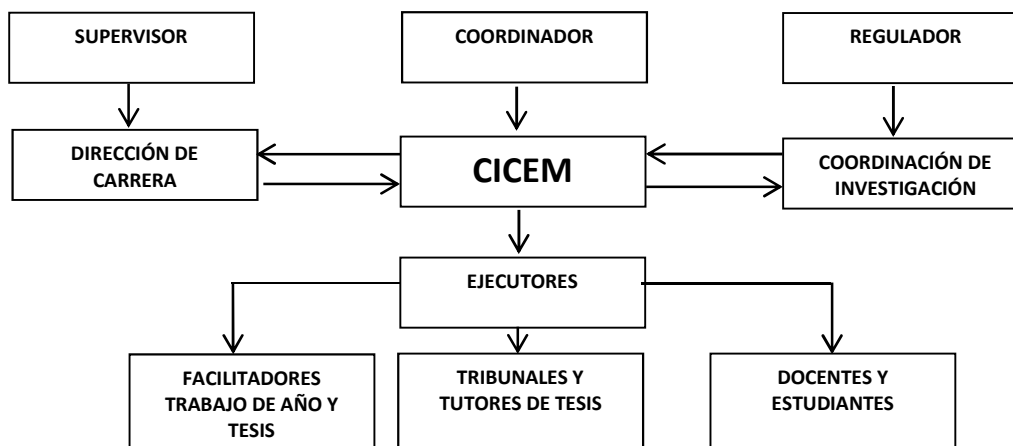 SUPERVISOR
COORDINADOR
REGULADOR
DIRECCIÓN DE
CARRERA
CICEM
COORDINACIÓN DE
INVESTIGACIÓN
EJECUTORES
FACILITADORES
TRABAJO DE AÑO Y
TESIS
TRIBUNALES Y
TUTORES DE TESIS
DOCENTES Y
ESTUDIANTES